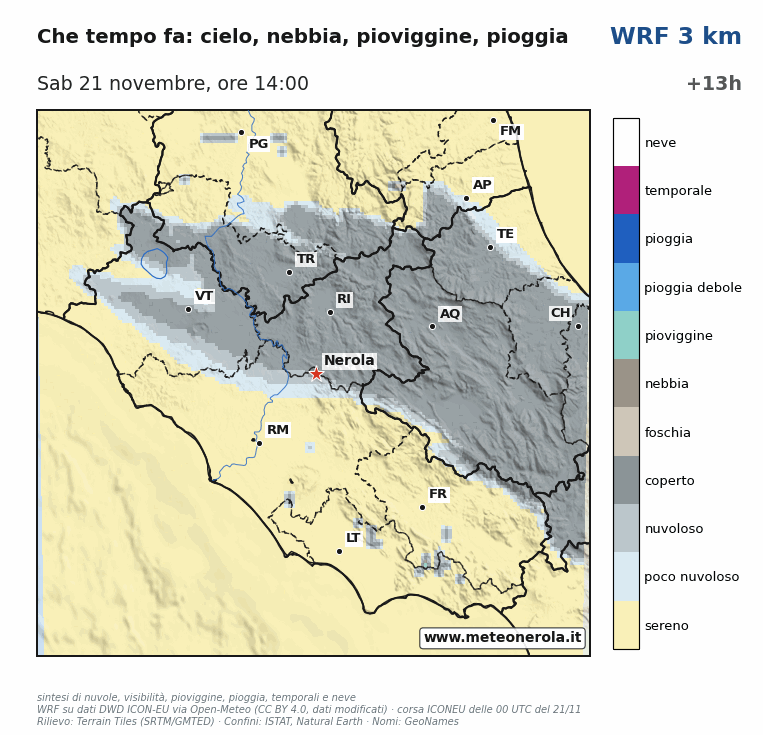 Che tempo fa: cielo, nebbia, pioviggine, pioggia
WRF 3 km
Sab 21 novembre, ore 14:00
+13h
FM
PG
AP
TE
TR
VT
RI
AQ
CH
Nerola
RM
FR
LT
www.meteonerola.it
neve
temporale
pioggia
pioggia debole
pioviggine
nebbia
foschia
coperto
nuvoloso
poco nuvoloso
sereno
sintesi di nuvole, visibilità, pioviggine, pioggia, temporali e neve
WRF su dati DWD ICON-EU via Open-Meteo (CC BY 4.0, dati modificati) · corsa ICONEU delle 00 UTC del 21/11
Rilievo: Terrain Tiles (SRTM/GMTED) · Confini: ISTAT, Natural Earth · Nomi: GeoNames